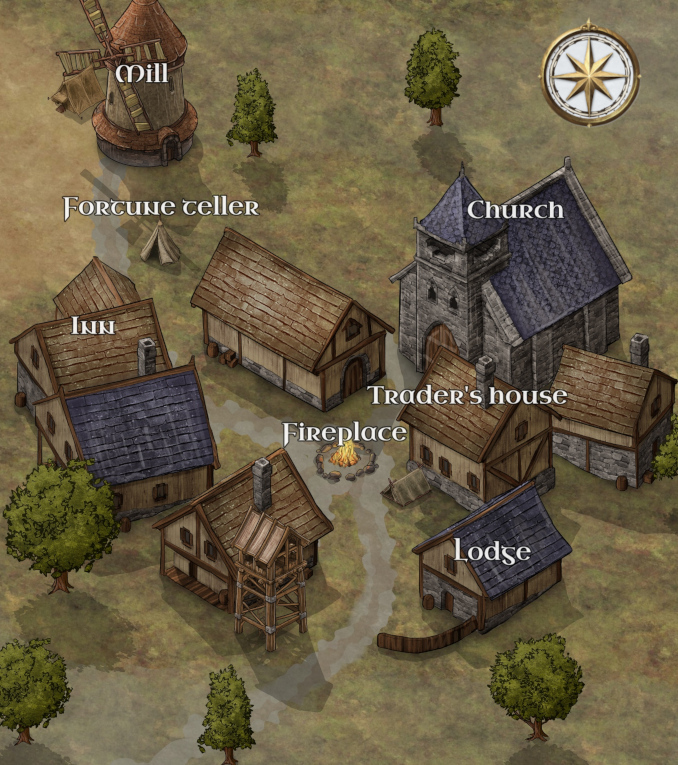 Mill
Fortune teller
Church
Inn
Trader's house
Fireplace
Lodge